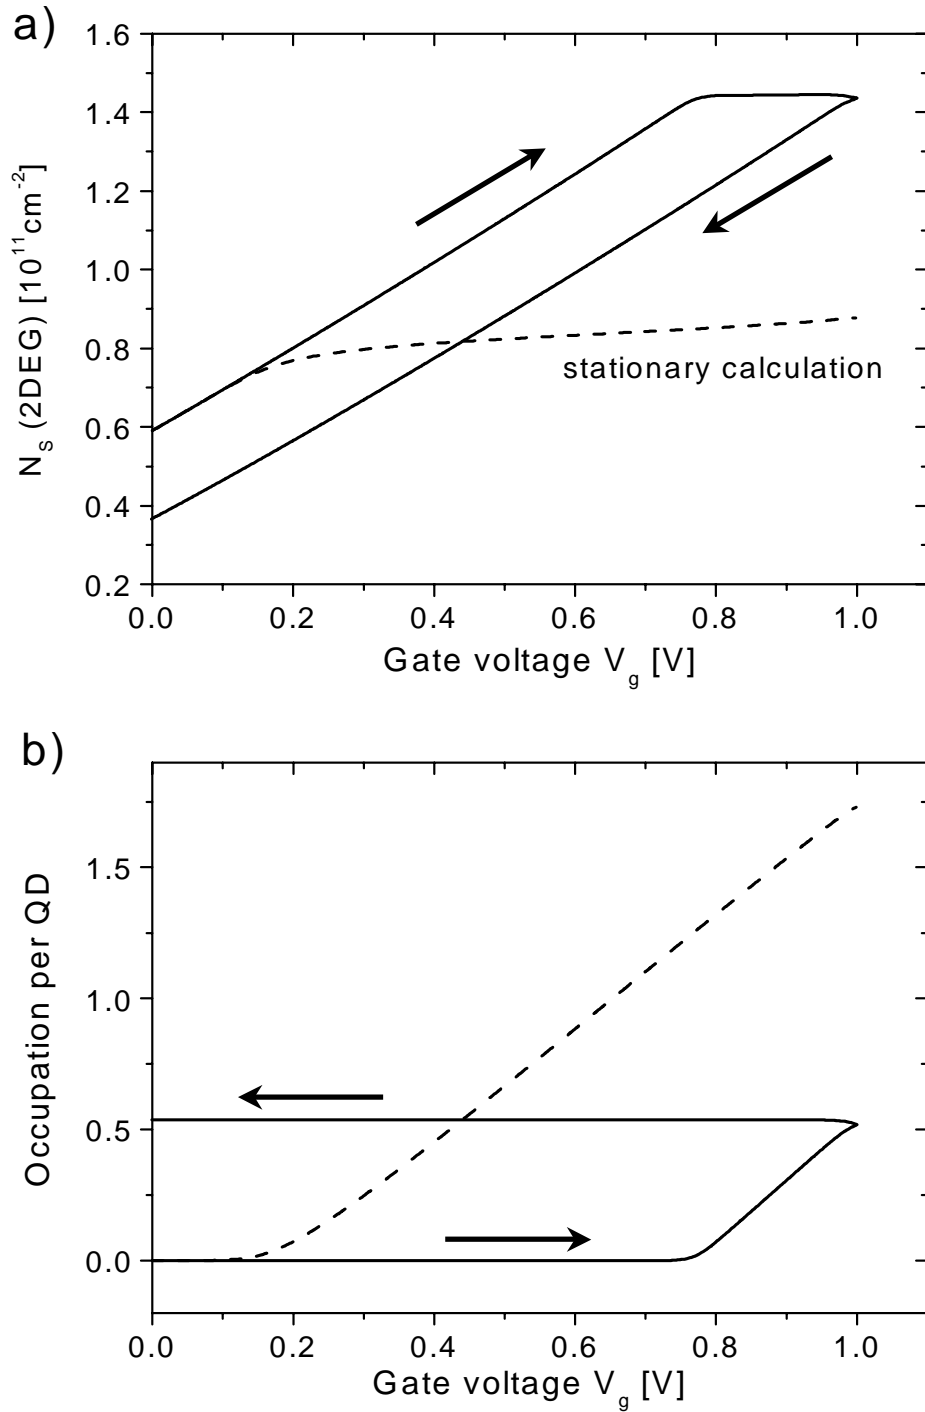 a)
1.6
1.4
1.2
1.0
0.8
0.6
0.4
0.2
N_s (2DEG) [10^11 cm^-2]
stationary calculation
0.0 0.2 0.4 0.6 0.8 1.0
Gate voltage V_g [V]
b)
1.5
1.0
0.5
0.0
Occupation per QD
0.0 0.2 0.4 0.6 0.8 1.0
Gate voltage V_g [V]